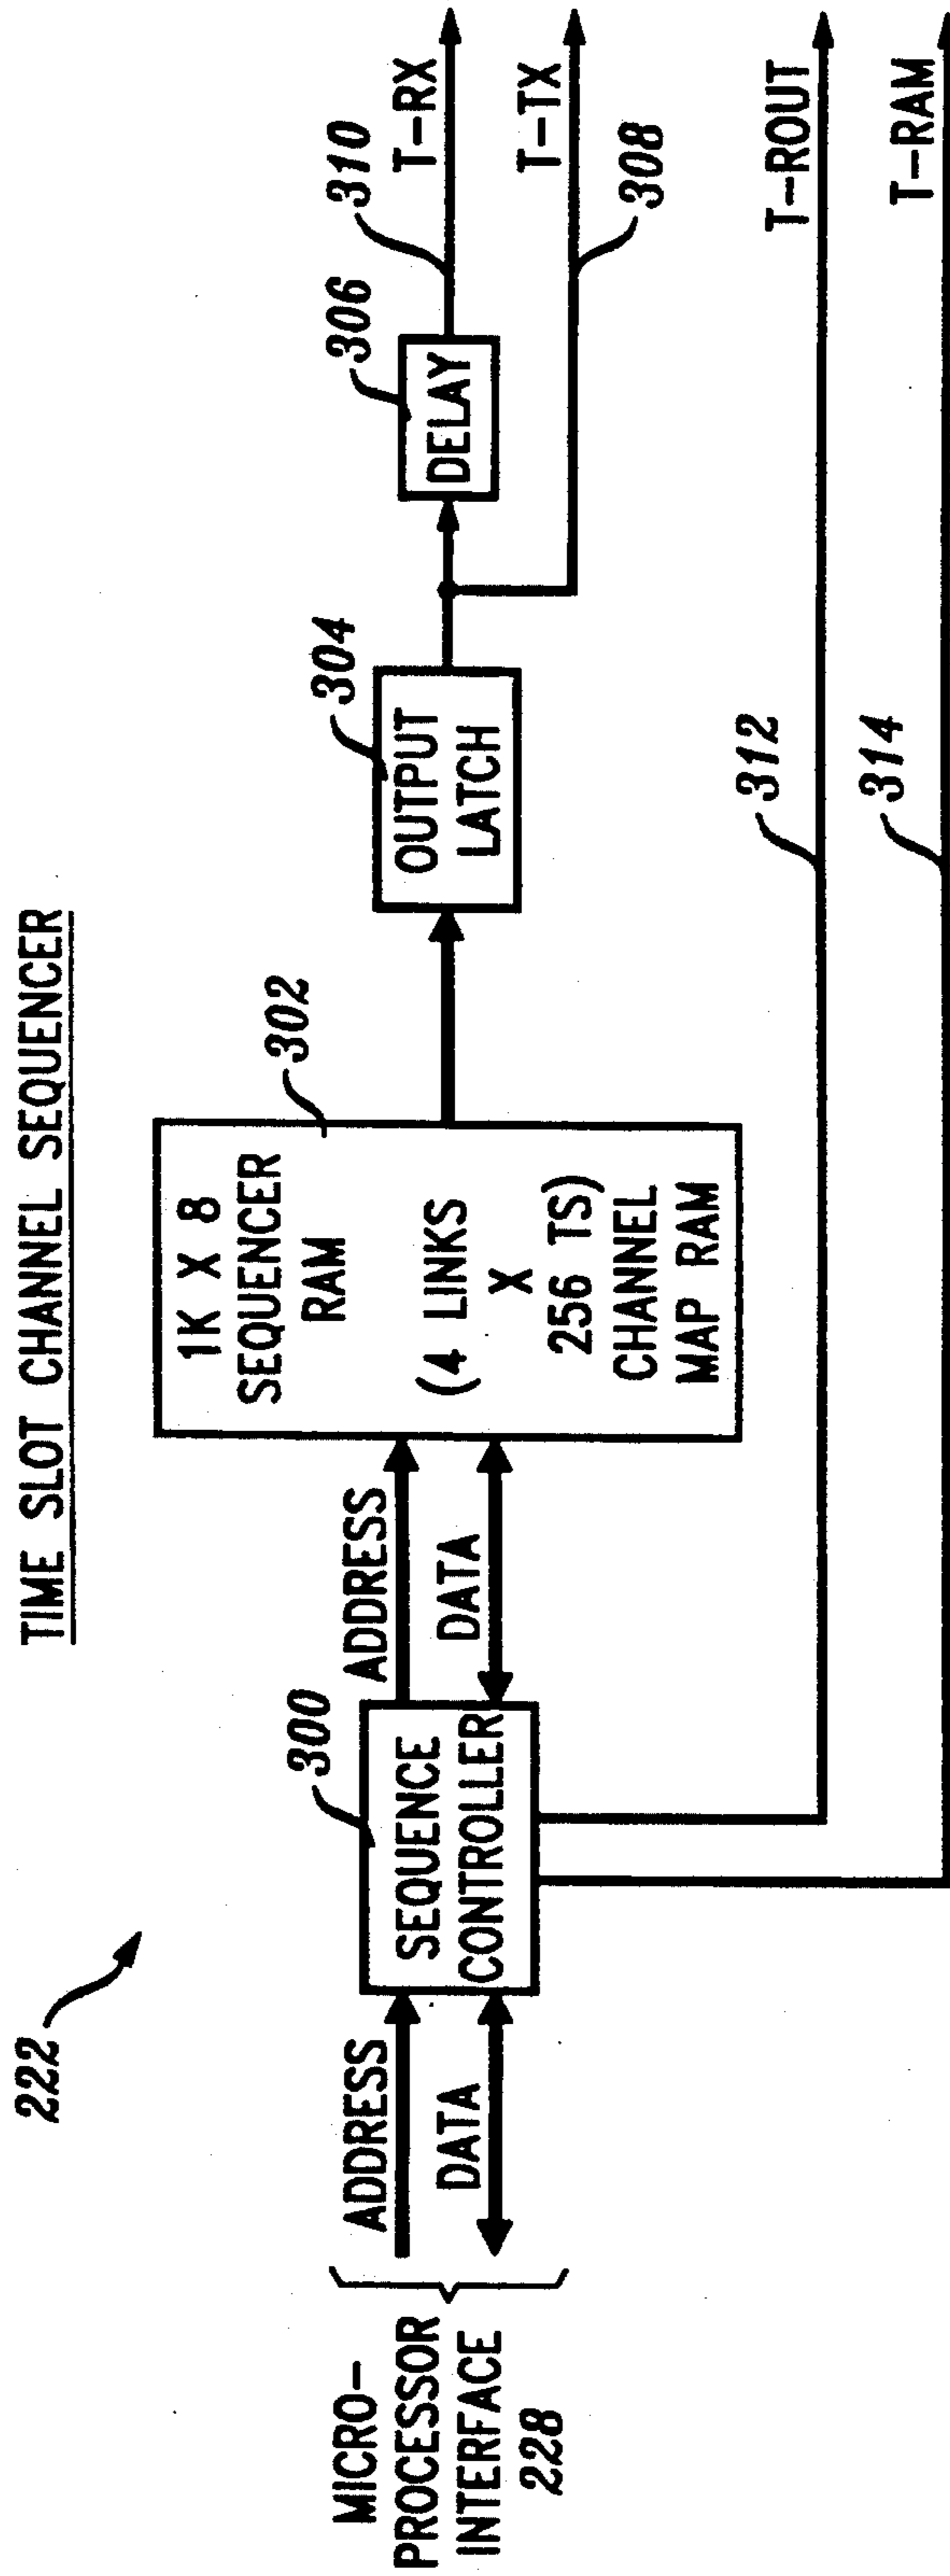 TIME SLOT CHANNEL SEQUENCER
222
MICRO-
PROCESSOR
INTERFACE
228
ADDRESS
DATA
300
SEQUENCE
CONTROLLER
ADDRESS
DATA
302
1K X 8
SEQUENCER
RAM
(4 LINKS
X
256 TS)
CHANNEL
MAP RAM
304
OUTPUT
LATCH
306
DELAY
310
T-RX
T-TX
308
312
T-ROUT
314
T-RAM